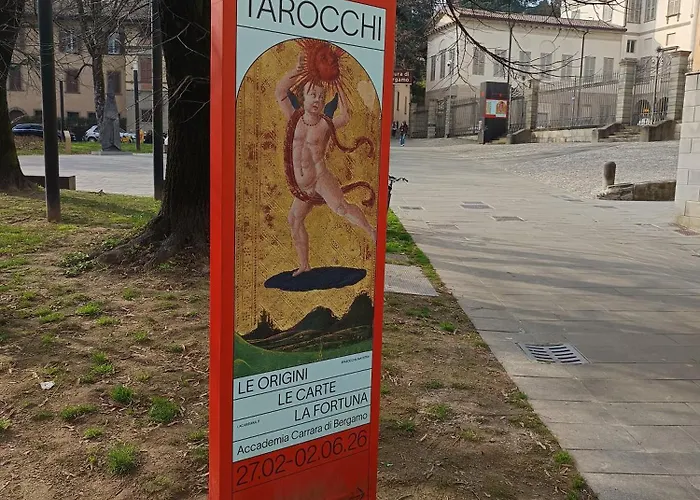 TAROCCHI
LE ORIGINI
LE CARTE
LA FORTUNA
Accademia Carrara di Bergamo
27.02–02.06.26